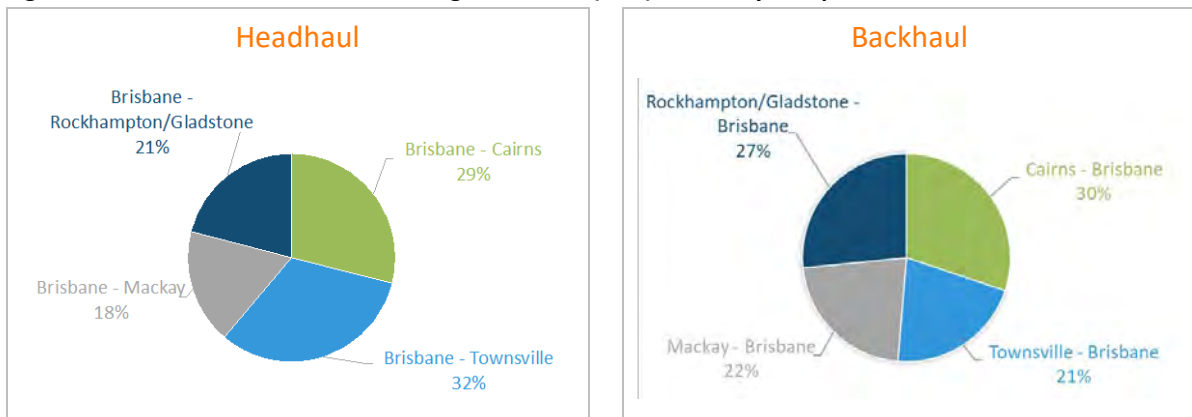 Headhaul
Brisbane -
Rockhampton/Gladstone
21%
Brisbane - Cairns
29%
Brisbane - Mackay
18%
Brisbane - Townsville
32%
Backhaul
Rockhampton/Gladstone -
Brisbane
27%
Cairns - Brisbane
30%
Mackay - Brisbane
22%
Townsville - Brisbane
21%